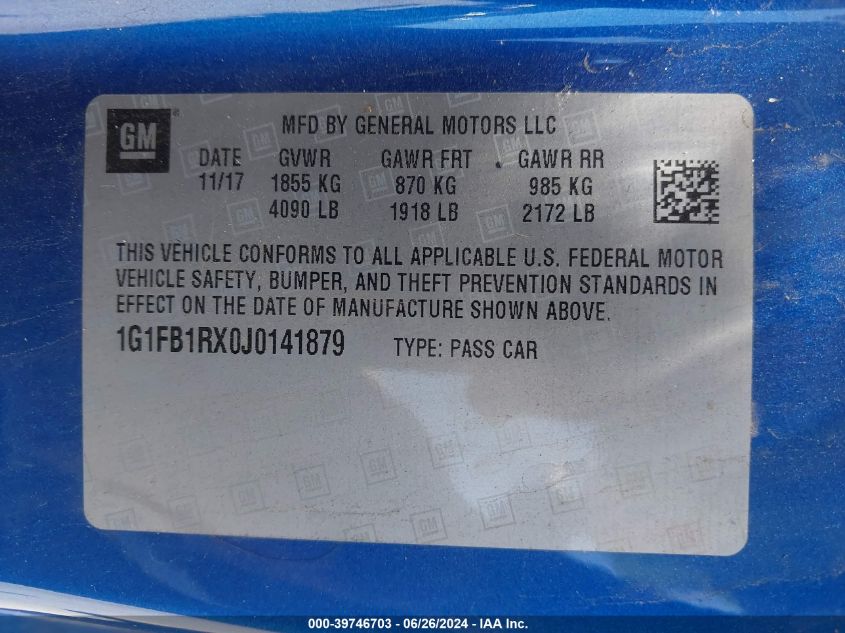 GM ®
MFD BY GENERAL MOTORS LLC
DATE GVWR GAWR FRT GAWR RR
11/17 1855 KG 870 KG 985 KG
4090 LB 1918 LB 2172 LB
THIS VEHICLE CONFORMS TO ALL APPLICABLE U.S. FEDERAL MOTOR
VEHICLE SAFETY, BUMPER, AND THEFT PREVENTION STANDARDS IN
EFFECT ON THE DATE OF MANUFACTURE SHOWN ABOVE.
1G1FB1RX0J0141879 TYPE: PASS CAR
000-39746703 - 06/26/2024 - IAA Inc.